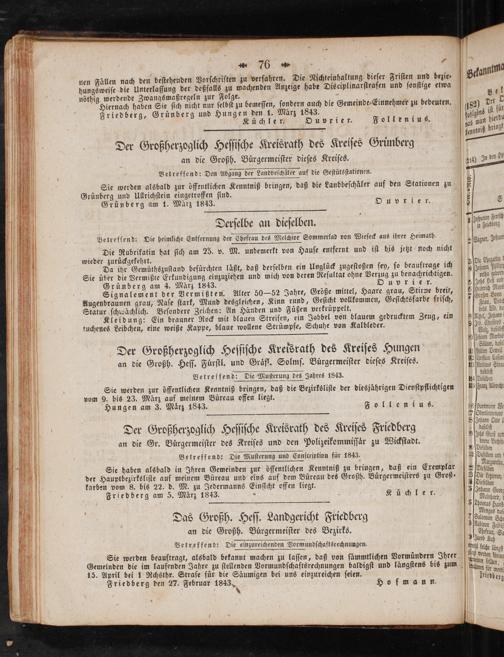 76
nen Fällen nach den bestehenden Vorschriften zu verfahren. Die Nichteinhaltung dieser Fristen und bezie-
hungsweise die Unterlassung der deßfalls zu machenden Anzeige habe Disciplinarstrafen und sonstige etwa
nöthig werdende Zwangsmaßregeln zur Folge.
Hiernach haben Sie sich nicht nur selbst zu bemessen, sondern auch die Gemeinds-Einnehmer zu bedeuten.
Friedberg, Grünberg und Hungen den 1. März 1843.
Küchler. Ouvrier. Follenius.
Der Großherzoglich Hessische Kreisrath des Kreises Grünberg
an die Großh. Bürgermeister dieses Kreises.
Betreffend: Den Abgang der Landbeschäler auf die Gestütsstationen.
Sie werden alsbald zur öffentlichen Kenntniß bringen, daß die Landbeschäler auf den Stationen zu
Grünberg und Ulrichstein eingetroffen sind.
Grünberg am 1. März 1843. Ouvrier.
Derselbe an dieselben.
Betreffend: Die heimliche Entfernung der Ehefrau des Melchior Sommerlad von Wieseck aus ihrer Heimath.
Die Rubrikatin hat sich am 25. v. M. unbemerkt von Hause entfernt und ist bis jetzt noch nicht
wieder zurückgekehrt.
Da ihr Gemüthszustand befürchten läßt, daß derselben ein Unglück zugestoßen sey, so beauftrage ich
Sie über die Vermißte Erkundigung einzuziehen und mich von deren Resultat ohne Verzug zu benachrichtigen.
Grünberg am 4. März 1843. Ouvrier.
Signalement der Vermißten. Alter 50—52 Jahre, Größe mittel, Haare grau, Stirne breit,
Augenbraunen grau, Nase stark, Mund desgleichen, Kinn rund, Gesicht vollkommen, Gesichtsfarbe frisch,
Statur schwächlich. Besondere Zeichen: An Händen und Füßen verkrüppelt.
Kleidung: Ein brauner Rock mit blauen Streifen, ein Jabbel von blauem gedrucktem Zeug, ein
tuchenes Leibchen, eine weiße Kappe, blaue wollene Strümpfe, Schuhe von Kalbleder.
Der Großherzoglich Hessische Kreisrath des Kreises Hungen
an die Großh. Hess. Fürstl. und Gräfl. Solms. Bürgermeister dieses Kreises.
Betreffend: Die Musterung des Jahres 1843.
Sie werden zur öffentlichen Kenntniß bringen, daß die Bezirksliste der diesjährigen Dienstpflichtigen
vom 9. bis 23. März auf meinem Büreau offen liegt.
Hungen am 3. März 1843. Follenius.
Der Großherzoglich Hessische Kreisrath des Kreises Friedberg
an die Gr. Bürgermeister des Kreises und den Polizeikommissär zu Wickstadt.
Betreffend: Die Musterung und Conscription für 1843.
Sie haben alsbald in Ihren Gemeinden zur öffentlichen Kenntniß zu bringen, daß ein Exemplar
der Hauptbezirksliste auf meinem Büreau und eins auf dem Büreau des Großh. Bürgermeisters zu Groß-
karben vom 8. bis 22. d. M. zu Jedermanns Einsicht offen liegt.
Friedberg am 5. März 1843. Küchler.
Das Großh. Hess. Landgericht Friedberg
an die Großh. Bürgermeister des Bezirks.
Betreffend: Die einzureichenden Vormundschaftsrechnungen.
Sie werden beauftragt, alsbald bekannt machen zu lassen, daß von sämmtlichen Vormündern Ihrer
Gemeinden die im laufenden Jahre zu stellenden Vormundschaftsrechnungen baldigst und längstens bis zum
15. April bei 1 Rchsthr. Strafe für die Säumigen bei uns einzureichen seien.
Friedberg den 27. Februar 1843. Hofmann.